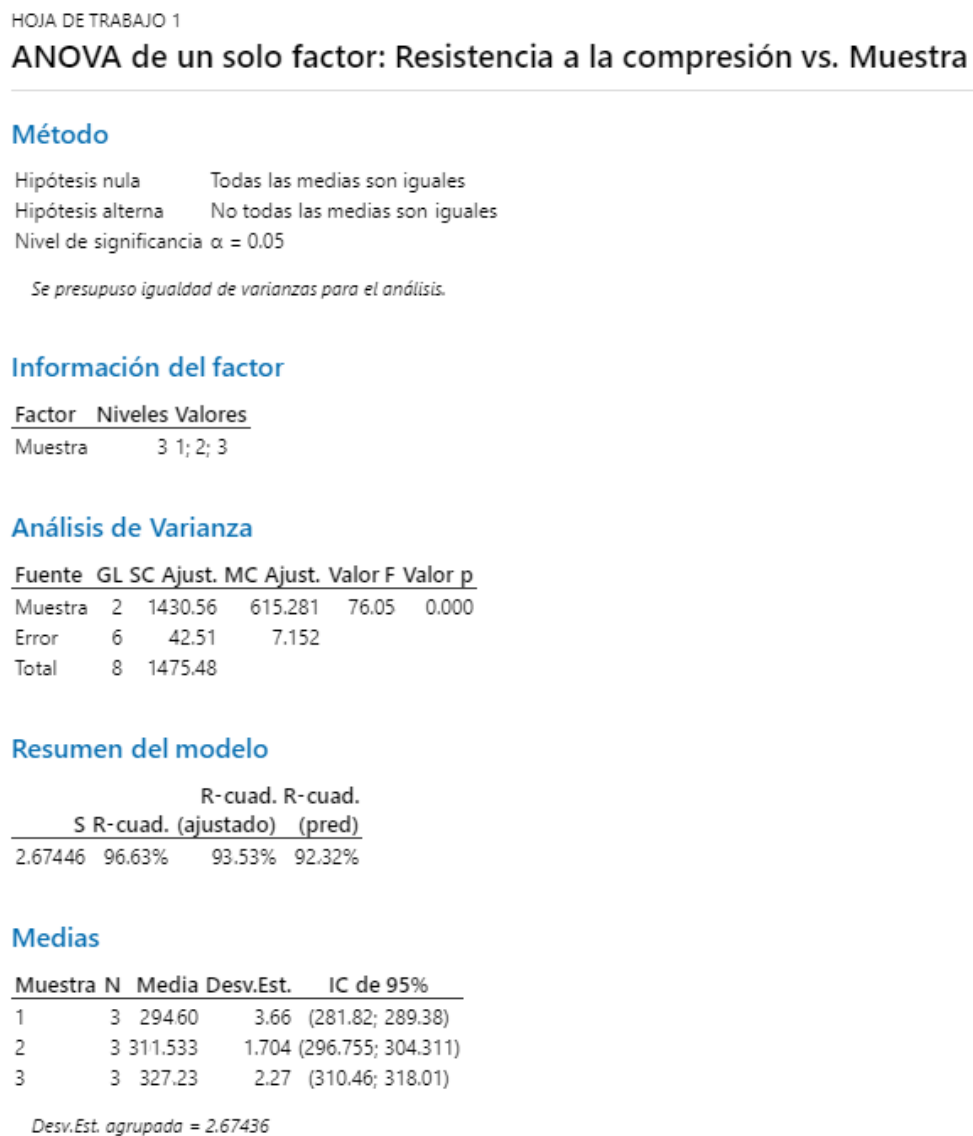 HOJA DE TRABAJO 1
ANOVA de un solo factor: Resistencia a la compresión vs. Muestra
Método
Hipótesis nula Todas las medias son iguales
Hipótesis alterna No todas las medias son iguales
Nivel de significancia α = 0.05
Se presupuso igualdad de varianzas para el análisis.
Información del factor
Factor Niveles Valores
Muestra 3 1; 2; 3
Análisis de Varianza
Fuente GL SC Ajust. MC Ajust. Valor F Valor p
Muestra 2 1430.56 615.281 76.05 0.000
Error 6 42.51 7.152
Total 8 1475.48
Resumen del modelo
R-cuad. R-cuad.
S R-cuad. (ajustado) (pred)
2.67446 96.63% 93.53% 92.32%
Medias
Muestra N Media Desv.Est. IC de 95%
1 3 294.60 3.66 (281.82; 289.38)
2 3 311.533 1.704 (296.755; 304.311)
3 3 327.23 2.27 (310.46; 318.01)
Desv.Est. agrupada = 2.67436